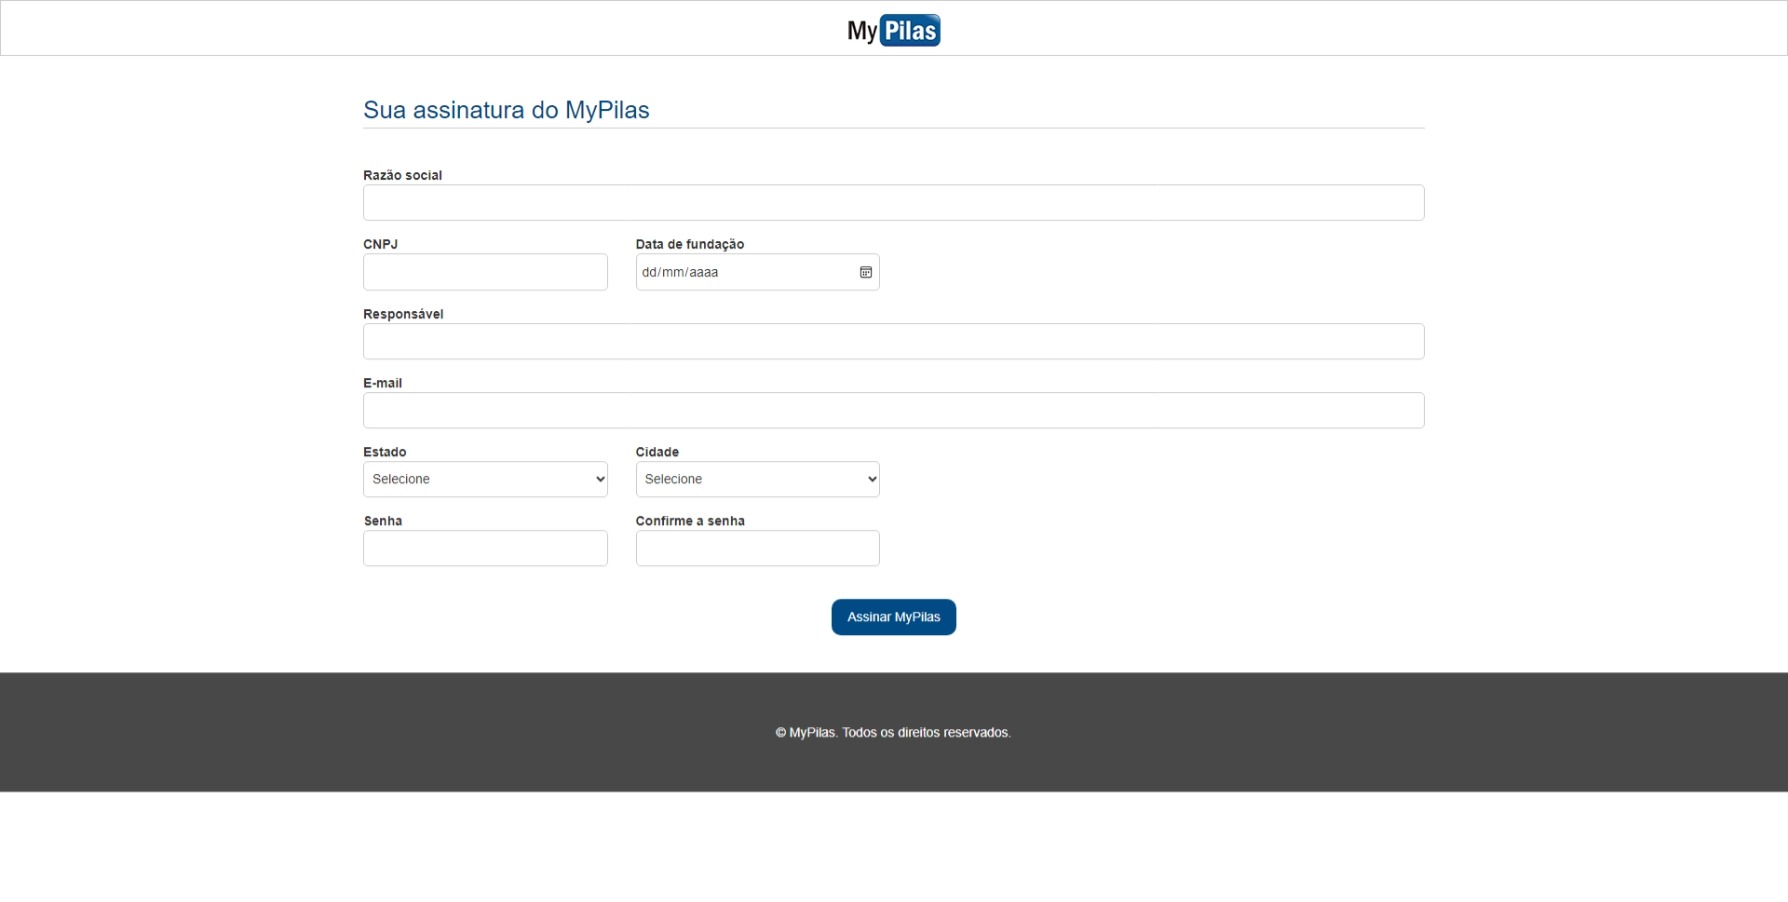 My Pilas
Sua assinatura do MyPilas
Razão social
CNPJ
Data de fundação
dd/mm/aaaa
Responsável
E-mail
Estado
Cidade
Selecione
Selecione
Senha
Confirme a senha
Assinar MyPilas
© MyPilas. Todos os direitos reservados.